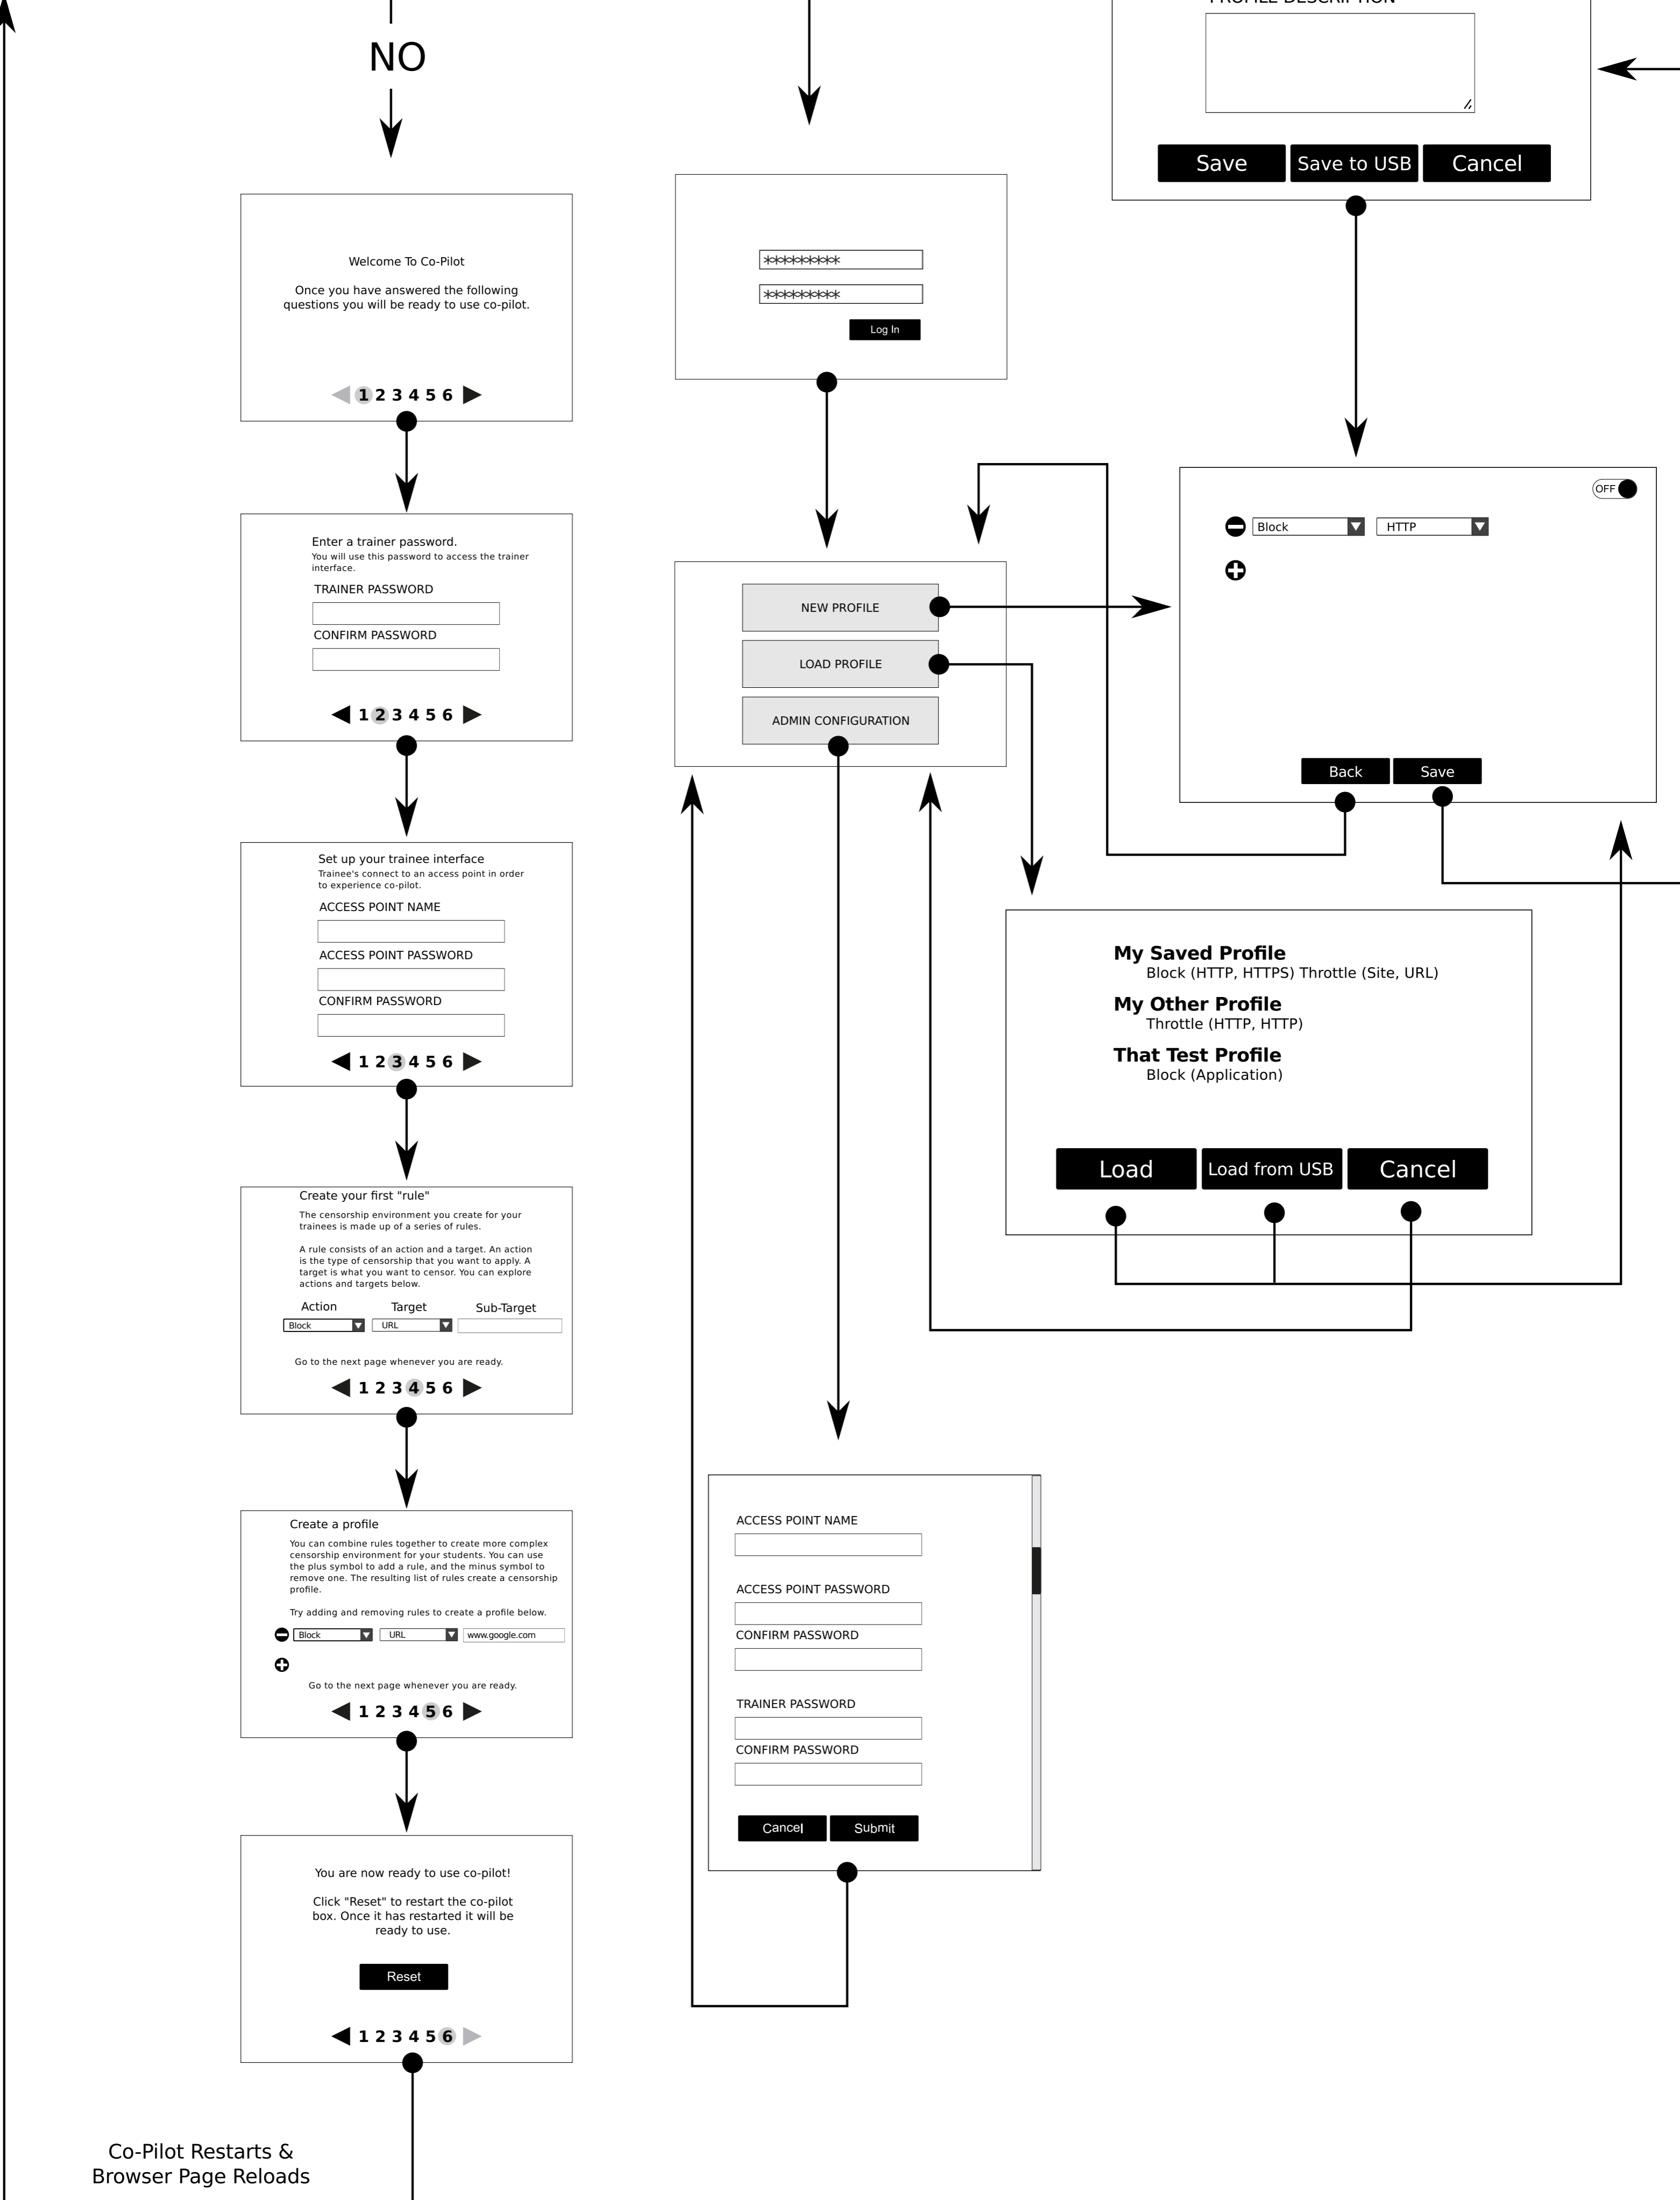 NO
Welcome To Co-Pilot
Once you have answered the following
questions you will be ready to use co-pilot.
1 2 3 4 5 6
Enter a trainer password.
You will use this password to access the trainer
interface.
TRAINER PASSWORD
CONFIRM PASSWORD
1 2 3 4 5 6
Set up your trainee interface
Trainee's connect to an access point in order
to experience co-pilot.
ACCESS POINT NAME
ACCESS POINT PASSWORD
CONFIRM PASSWORD
1 2 3 4 5 6
Create your first "rule"
The censorship environment you create for your
trainees is made up of a series of rules.
A rule consists of an action and a target. An action
is the type of censorship that you want to apply. A
target is what you want to censor. You can explore
actions and targets below.
Action Target Sub-Target
Block URL
Go to the next page whenever you are ready.
1 2 3 4 5 6
Create a profile
You can combine rules together to create more complex
censorship environment for your students. You can use
the plus symbol to add a rule, and the minus symbol to
remove one. The resulting list of rules create a censorship
profile.
Try adding and removing rules to create a profile below.
Block URL www.google.com
Go to the next page whenever you are ready.
1 2 3 4 5 6
You are now ready to use co-pilot!
Click "Reset" to restart the co-pilot
box. Once it has restarted it will be
ready to use.
Reset
1 2 3 4 5 6
Co-Pilot Restarts &
Browser Page Reloads
*********
*********
Log In
NEW PROFILE
LOAD PROFILE
ADMIN CONFIGURATION
ACCESS POINT NAME
ACCESS POINT PASSWORD
CONFIRM PASSWORD
TRAINER PASSWORD
CONFIRM PASSWORD
Cancel Submit
PROFILE DESCRIPTION
Save Save to USB Cancel
OFF
Block HTTP
Back Save
My Saved Profile
Block (HTTP, HTTPS) Throttle (Site, URL)
My Other Profile
Throttle (HTTP, HTTP)
That Test Profile
Block (Application)
Load Load from USB Cancel